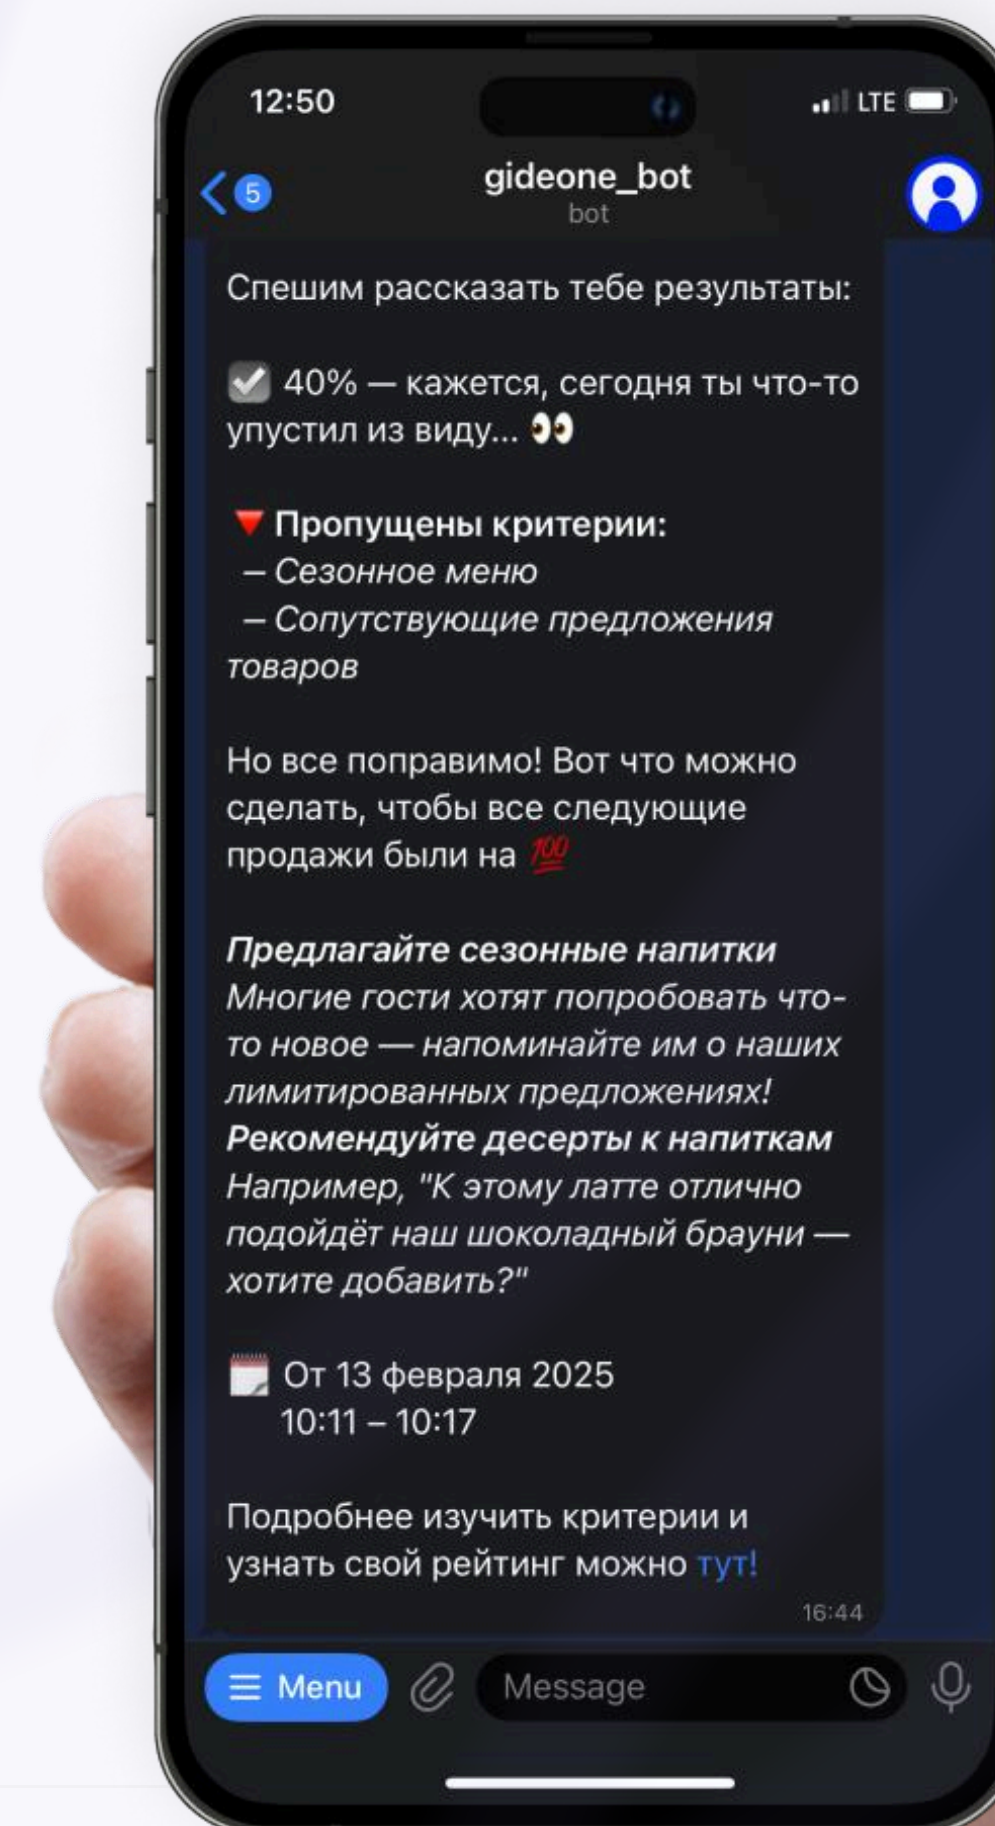 12:50
LTE
5
gideone_bot
bot
Спешим рассказать тебе результаты:
40% — кажется, сегодня ты что-то
упустил из виду... 👀
🔻 Пропущены критерии:
– Сезонное меню
– Сопутствующие предложения
товаров
Но все поправимо! Вот что можно
сделать, чтобы все следующие
продажи были на 💯
Предлагайте сезонные напитки
Многие гости хотят попробовать что-
то новое — напоминайте им о наших
лимитированных предложениях!
Рекомендуйте десерты к напиткам
Например, "К этому латте отлично
подойдёт наш шоколадный брауни —
хотите добавить?"
От 13 февраля 2025
10:11 – 10:17
Подробнее изучить критерии и
узнать свой рейтинг можно тут!
16:44
Menu
Message